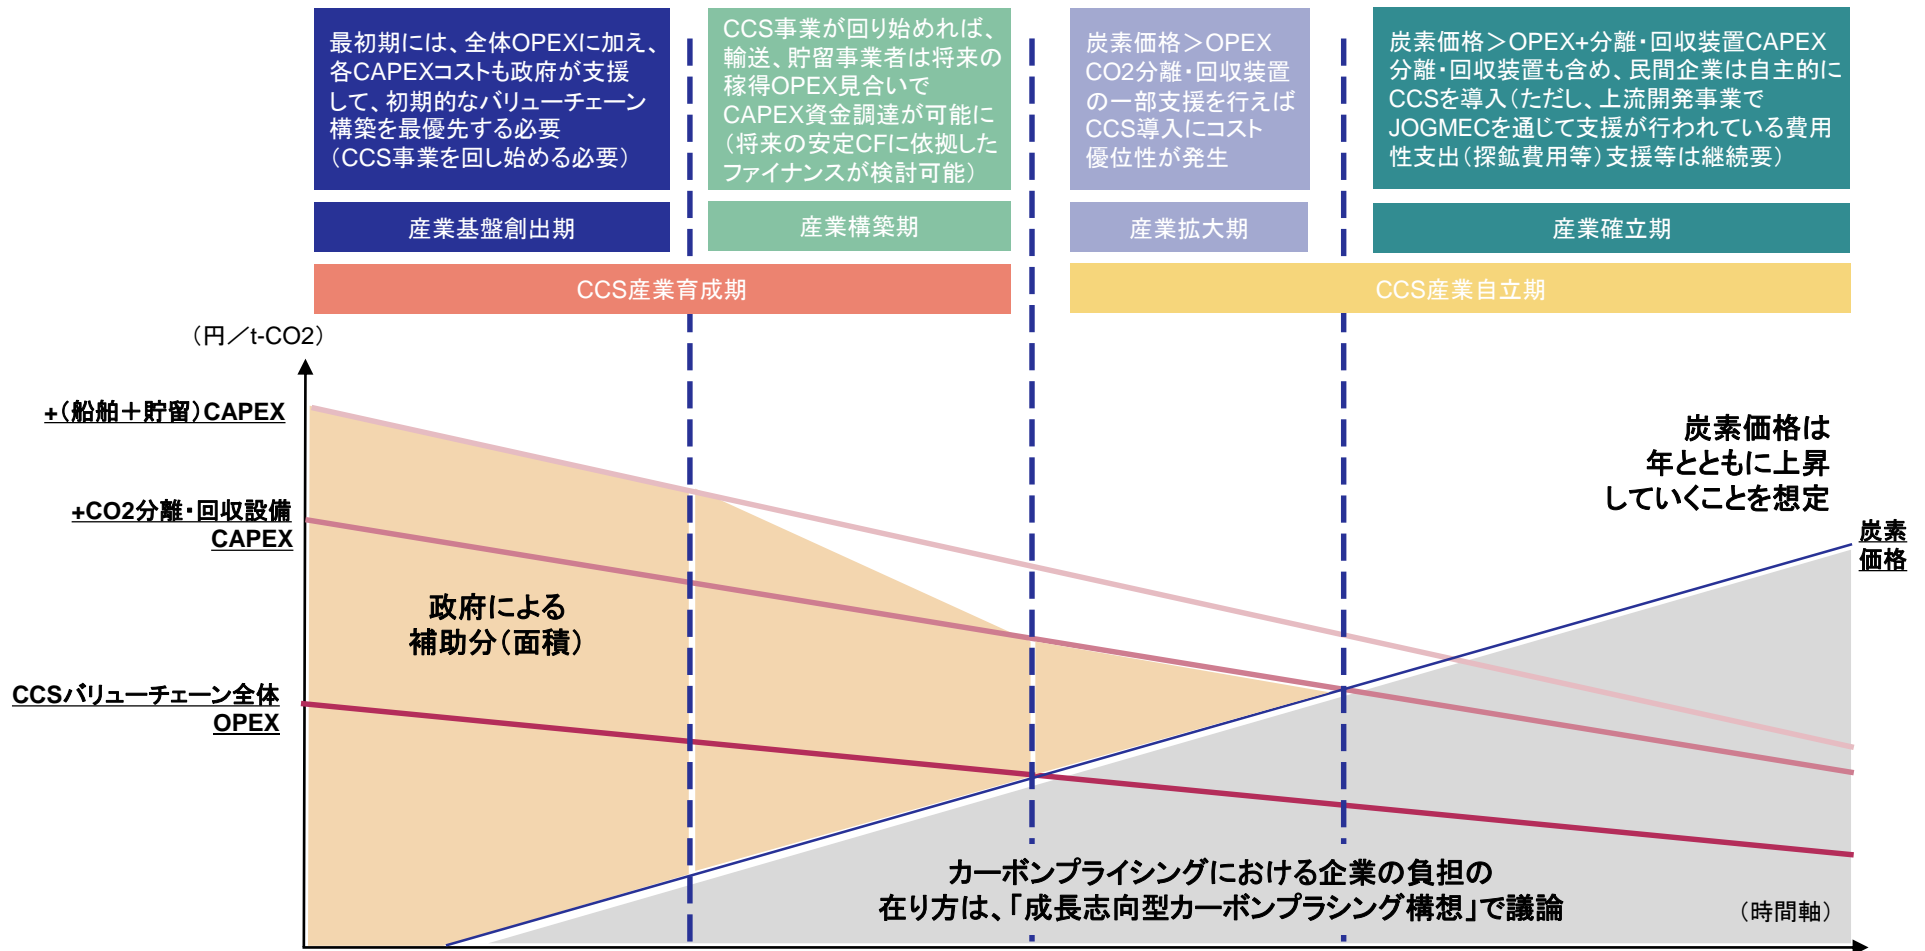 最初期には、全体OPEXに加え、
各CAPEXコストも政府が支援
して、初期的なバリューチェーン
構築を最優先する必要
(CCS事業を回し始める必要)
CCS事業が回り始めれば、
輸送、貯留事業者は将来の
稼得OPEX見合いで
CAPEX資金調達が可能に
(将来の安定CFに依拠した
ファイナンスが検討可能)
炭素価格>OPEX
CO2分離・回収装置
の一部支援を行えば
CCS導入にコスト
優位性が発生
炭素価格>OPEX+分離・回収装置CAPEX
分離・回収装置も含め、民間企業は自主的に
CCSを導入(ただし、上流開発事業で
JOGMECを通じて支援が行われている費用
性支出(探鉱費用等)支援等は継続要)
産業基盤創出期
産業構築期
産業拡大期
産業確立期
CCS産業育成期
CCS産業自立期
(円/t-CO2)
+(船舶+貯留)CAPEX
+CO2分離・回収設備
CAPEX
CCSバリューチェーン全体
OPEX
政府による
補助分(面積)
炭素価格は
年とともに上昇
していくことを想定
炭素
価格
カーボンプライシングにおける企業の負担の
在り方は、「成長志向型カーボンプラシング構想」で議論
(時間軸)